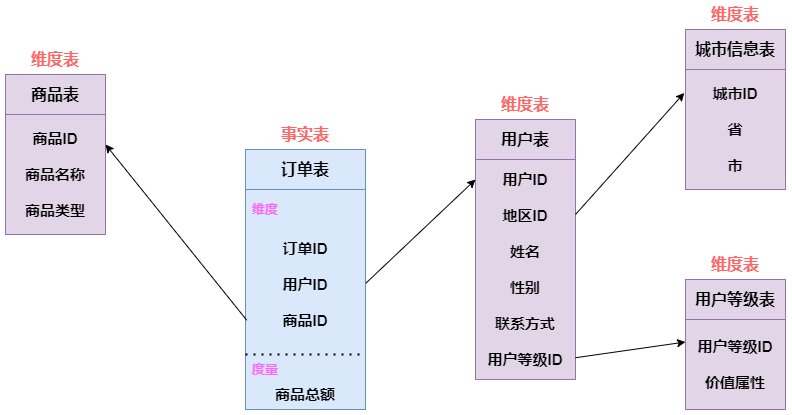 维度表
商品表
商品ID
商品名称
商品类型
事实表
订单表
维度
订单ID
用户ID
商品ID
度量
商品总额
维度表
用户表
用户ID
地区ID
姓名
性别
联系方式
用户等级ID
维度表
城市信息表
城市ID
省
市
维度表
用户等级表
用户等级ID
价值属性